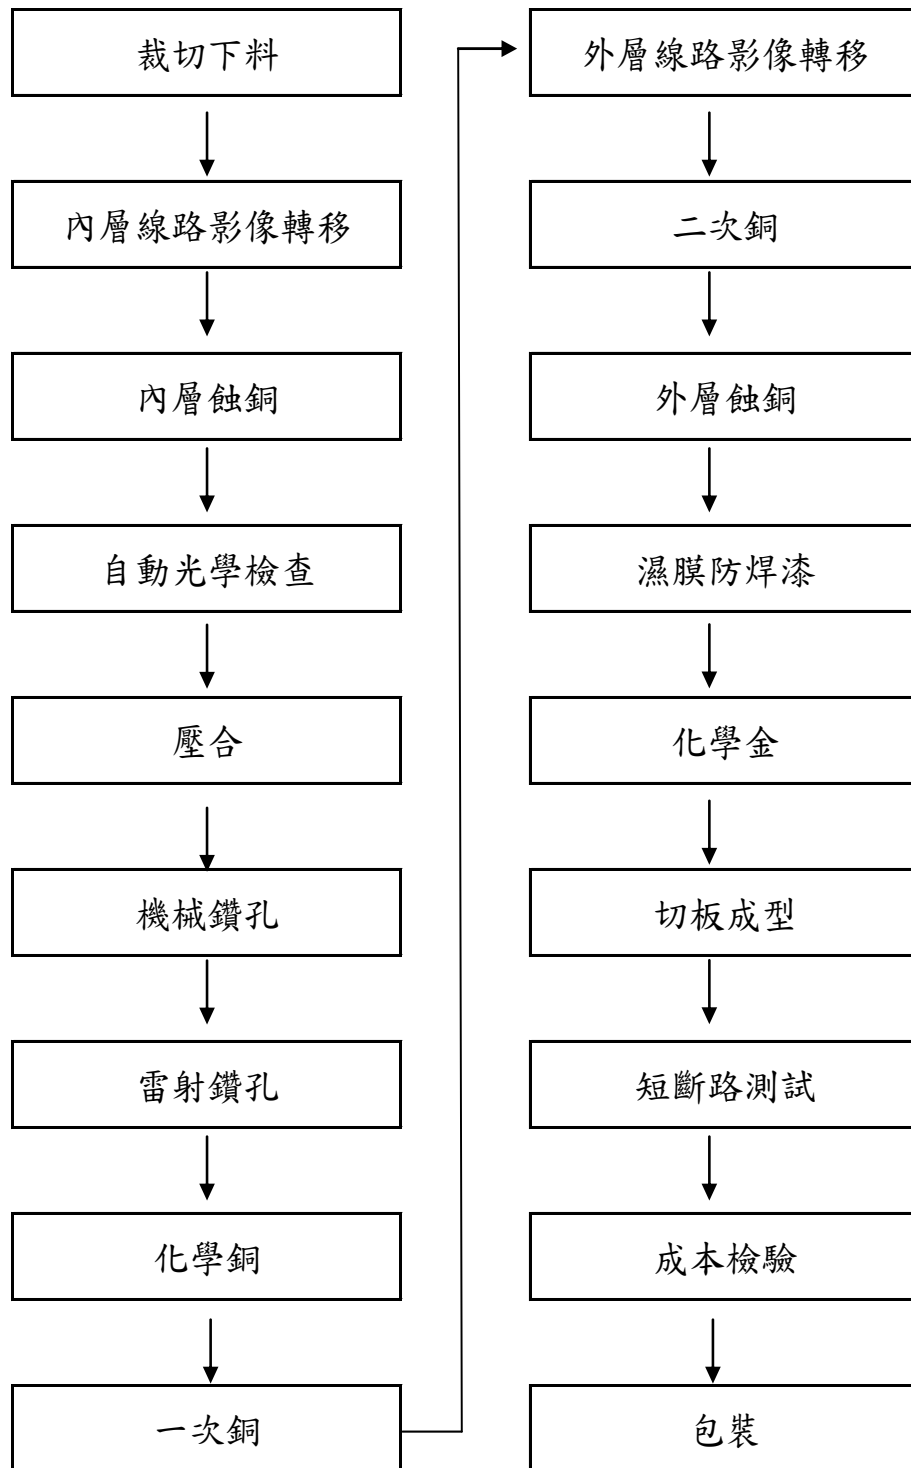 裁切下料
內層線路影像轉移
內層蝕銅
自動光學檢查
壓合
機械鑽孔
雷射鑽孔
化學銅
一次銅
外層線路影像轉移
二次銅
外層蝕銅
濕膜防焊漆
化學金
切板成型
短斷路測試
成本檢驗
包裝